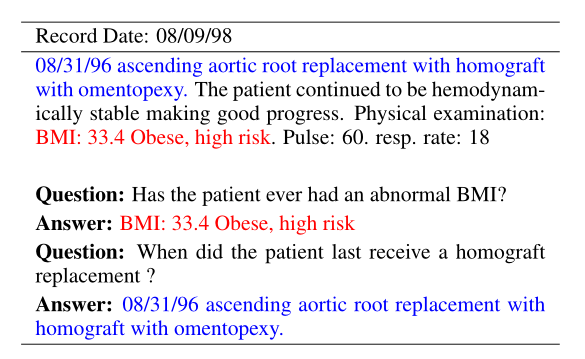 Record Date: 08/09/98
08/31/96 ascending aortic root replacement with homograft
with omentopexy. The patient continued to be hemodynam-
ically stable making good progress. Physical examination:
BMI: 33.4 Obese, high risk. Pulse: 60. resp. rate: 18
Question: Has the patient ever had an abnormal BMI?
Answer: BMI: 33.4 Obese, high risk
Question: When did the patient last receive a homograft
replacement ?
Answer: 08/31/96 ascending aortic root replacement with
homograft with omentopexy.